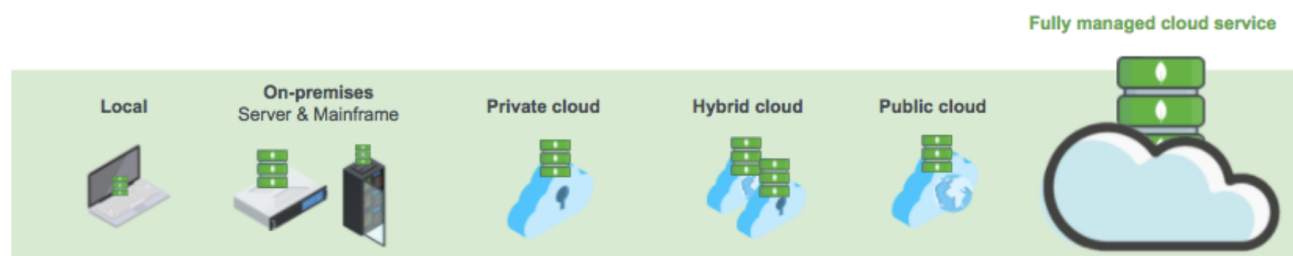 Fully managed cloud service
Local
On-premises
Server & Mainframe
Private cloud
Hybrid cloud
Public cloud